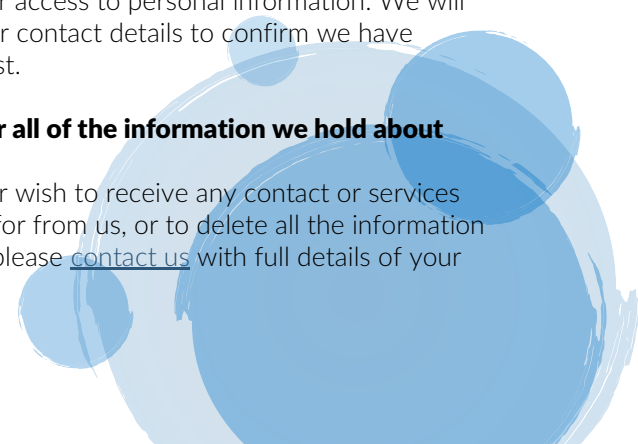 r access to personal information. We will
r contact details to confirm we have
st.
r all of the information we hold about
r wish to receive any contact or services
for from us, or to delete all the information
please contact us with full details of your